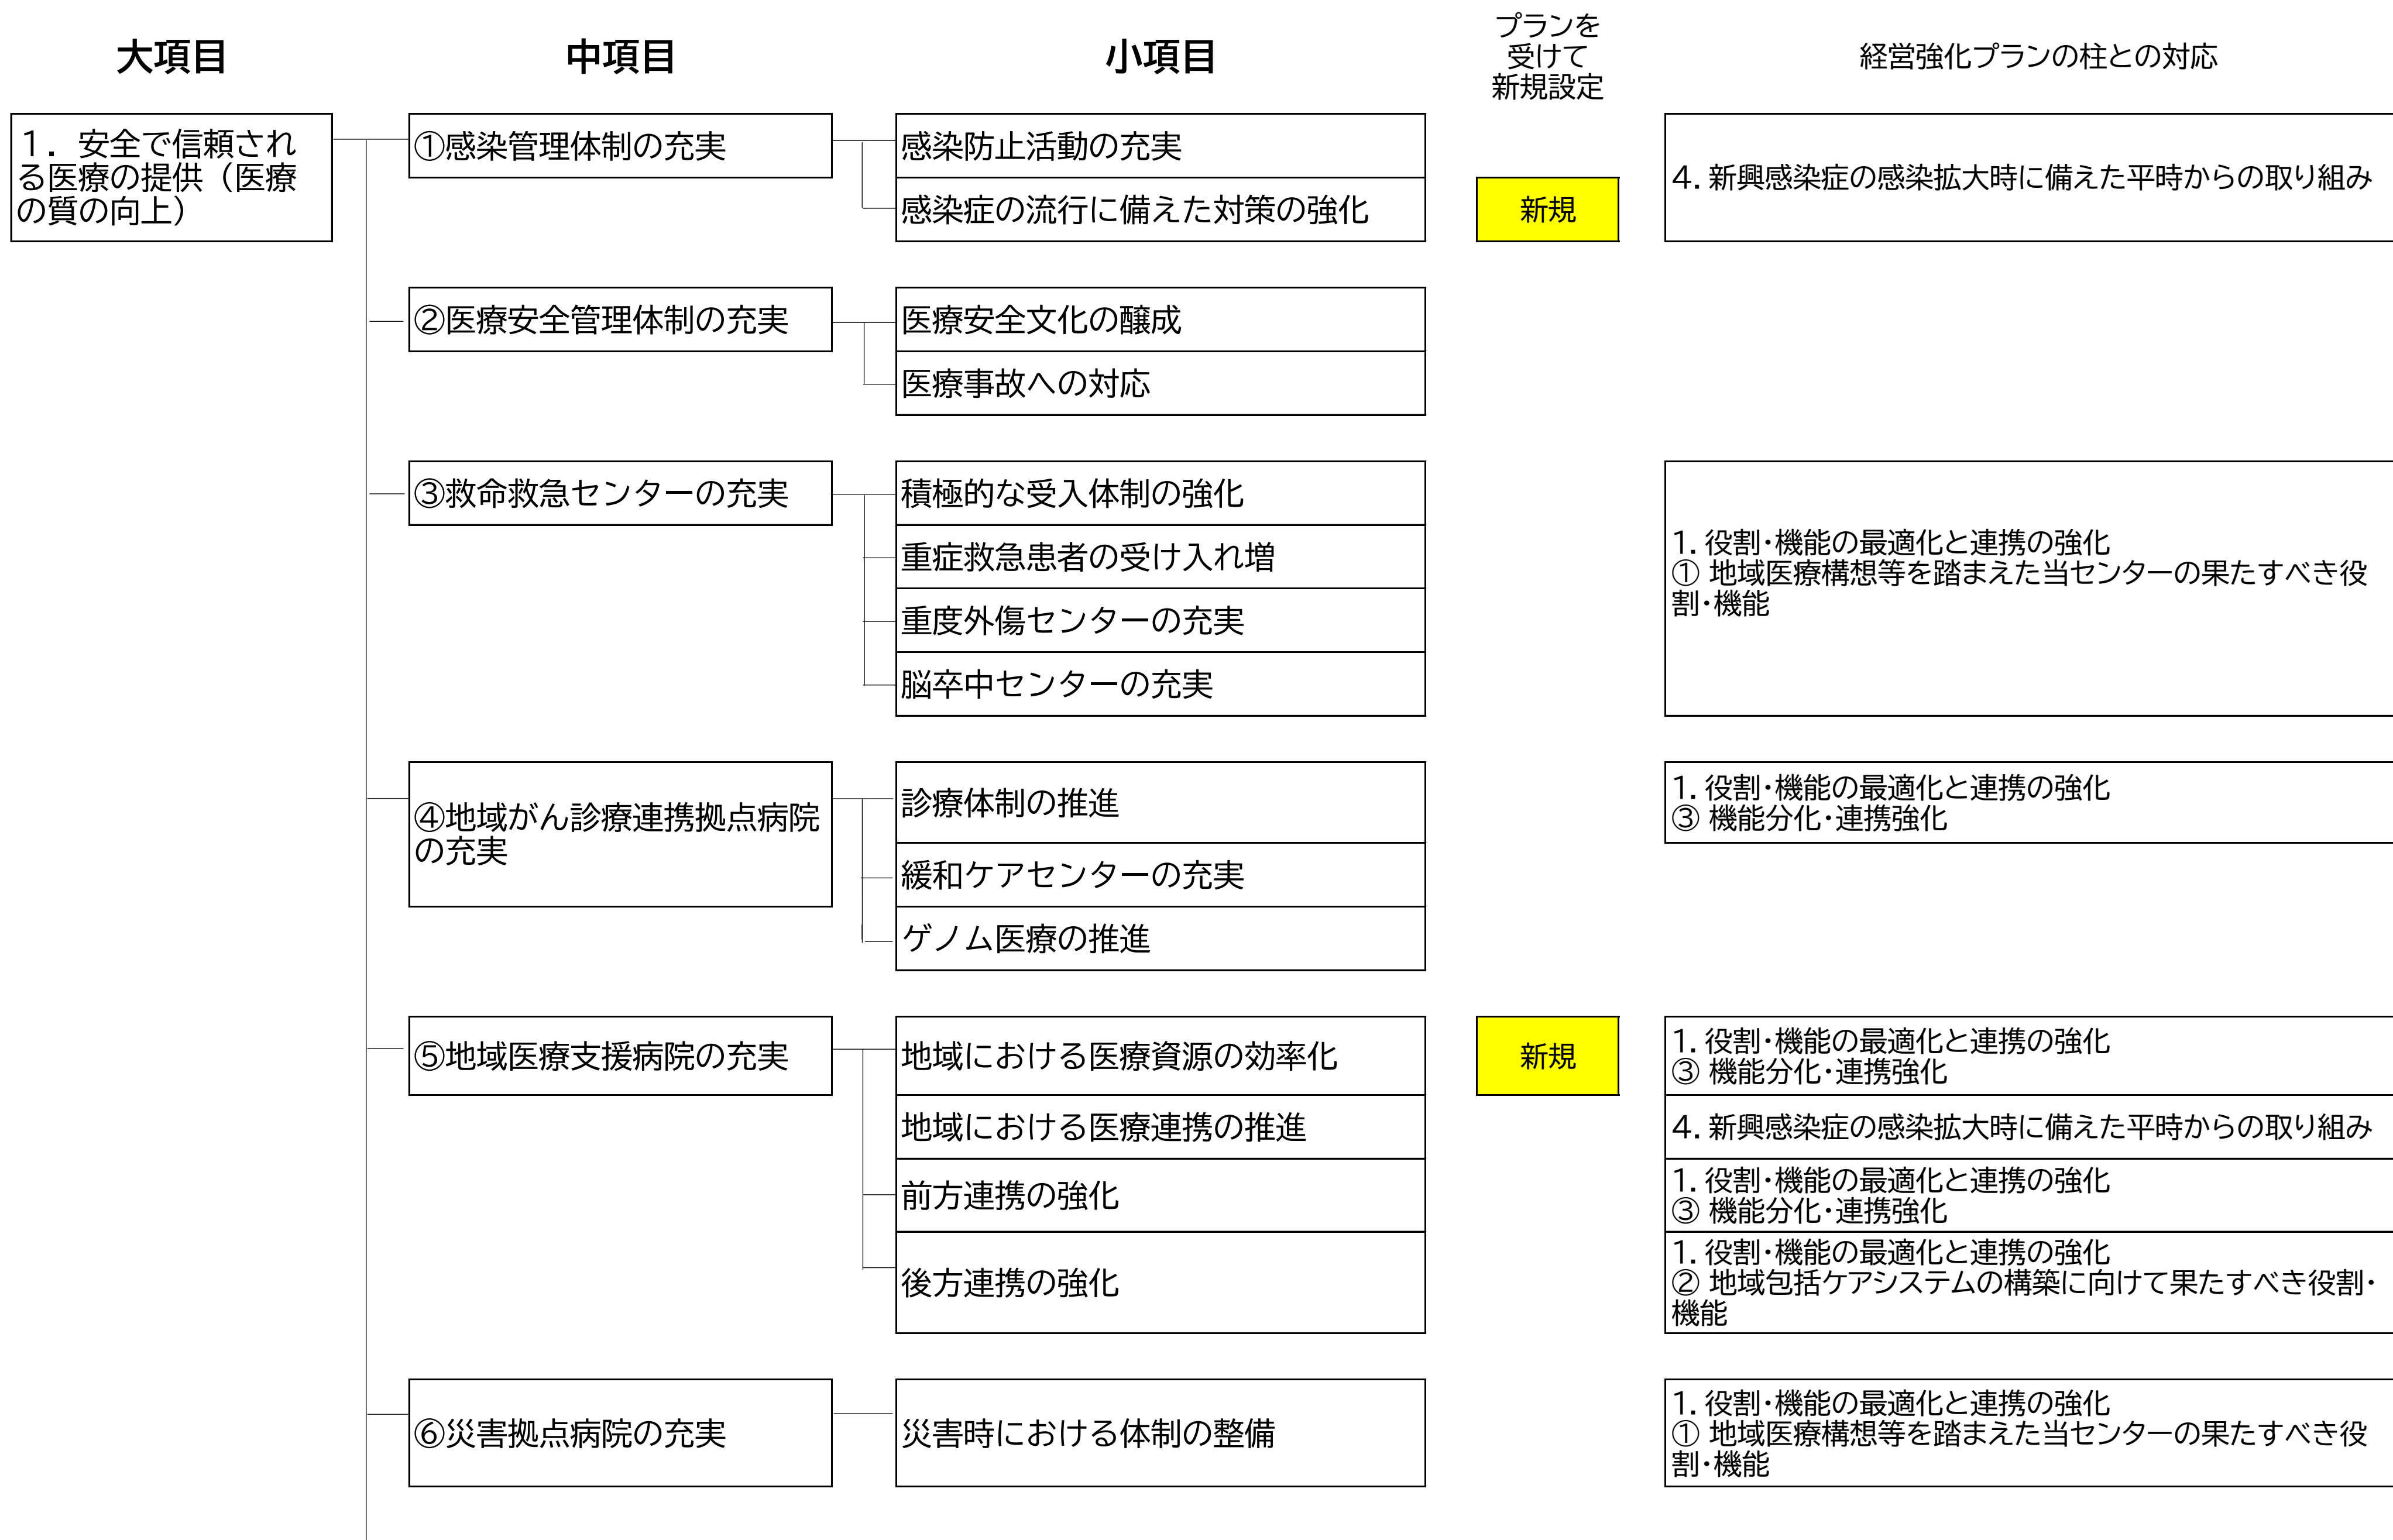 大項目
中項目
小項目
プランを
受けて
新規設定
経営強化プランの柱との対応
１．安全で信頼され
る医療の提供（医療
の質の向上）
①感染管理体制の充実
感染防止活動の充実
感染症の流行に備えた対策の強化
新規
4．新興感染症の感染拡大時に備えた平時からの取り組み
②医療安全管理体制の充実
医療安全文化の醸成
医療事故への対応
③救命救急センターの充実
積極的な受入体制の強化
重症救急患者の受け入れ増
重度外傷センターの充実
脳卒中センターの充実
1．役割・機能の最適化と連携の強化
① 地域医療構想等を踏まえた当センターの果たすべき役
割・機能
④地域がん診療連携拠点病院
の充実
診療体制の推進
緩和ケアセンターの充実
ゲノム医療の推進
1．役割・機能の最適化と連携の強化
③ 機能分化・連携強化
⑤地域医療支援病院の充実
地域における医療資源の効率化
新規
1．役割・機能の最適化と連携の強化
③ 機能分化・連携強化
地域における医療連携の推進
4．新興感染症の感染拡大時に備えた平時からの取り組み
前方連携の強化
1．役割・機能の最適化と連携の強化
③ 機能分化・連携強化
後方連携の強化
1．役割・機能の最適化と連携の強化
② 地域包括ケアシステムの構築に向けて果たすべき役割・
機能
⑥災害拠点病院の充実
災害時における体制の整備
1．役割・機能の最適化と連携の強化
① 地域医療構想等を踏まえた当センターの果たすべき役
割・機能